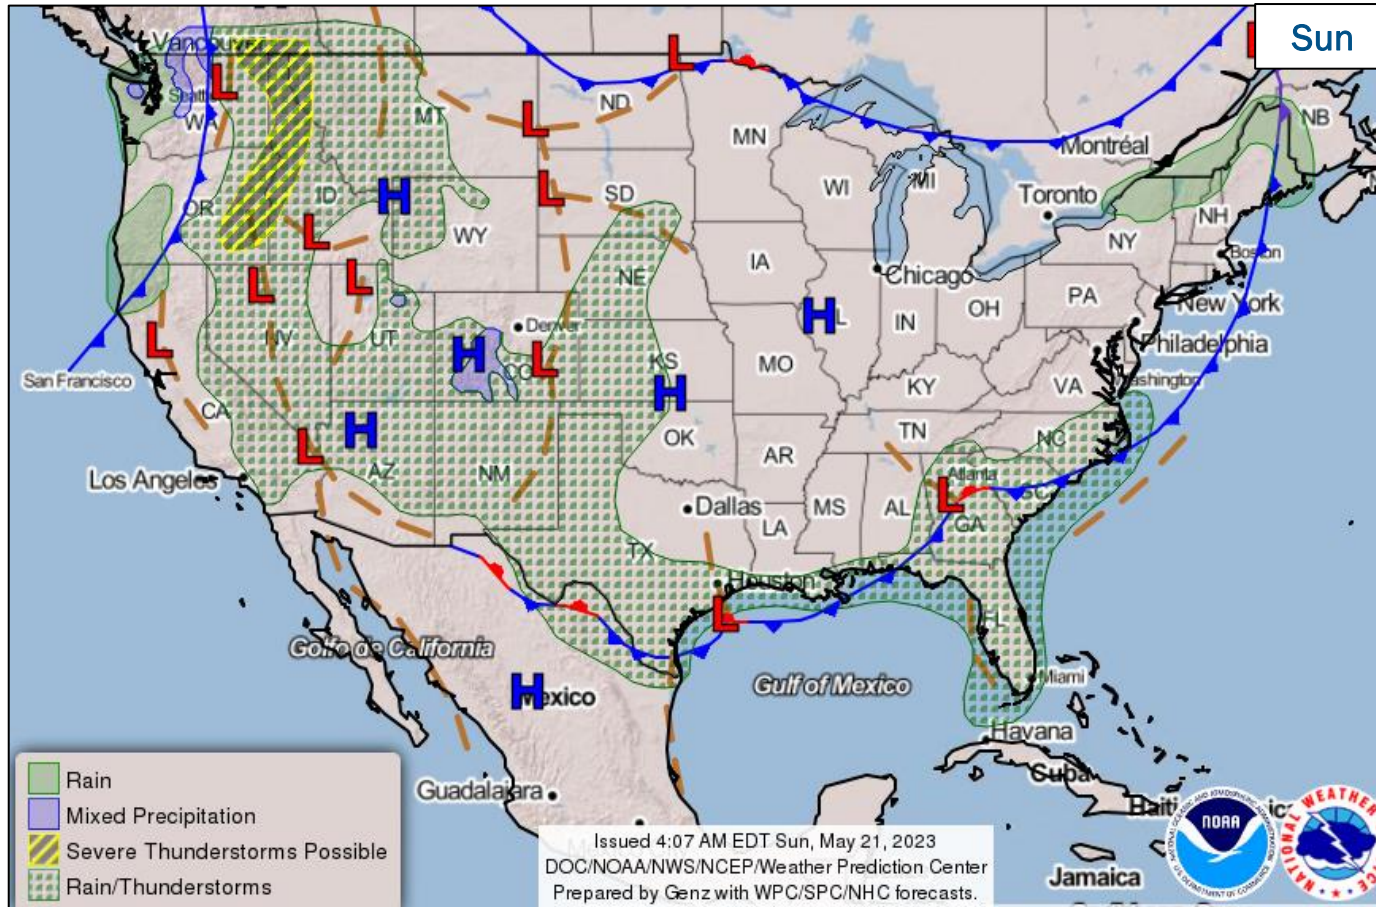 Sun
Vancouver
Seattl
WA
MT
ND
MN
Montréal
NB
OR
ID
SD
WI
MI
Toronto
WY
NH
NY
IA
Boston
NE
Chicago
PA
New York
NV
UT
Denver
IN
OH
Philadelphia
San Francisco
CO
KS
MO
KY
VA
Washington
CA
OK
TN
NC
Los Angeles
AZ
NM
AR
Atlanta
SC
Dallas
MS
AL
GA
LA
TX
Houston
FL
Golfo de California
Gulf of Mexico
Miami
Mexico
Havana
Cuba
Guadalajara
Haiti
Jamaica
L
L
L
L
L
L
L
L
L
L
L
L
L
H
H
H
H
H
H
Rain
Mixed Precipitation
Severe Thunderstorms Possible
Rain/Thunderstorms
Issued 4:07 AM EDT Sun, May 21, 2023
DOC/NOAA/NWS/NCEP/Weather Prediction Center
Prepared by Genz with WPC/SPC/NHC forecasts.
NOAA
NATIONAL WEATHER